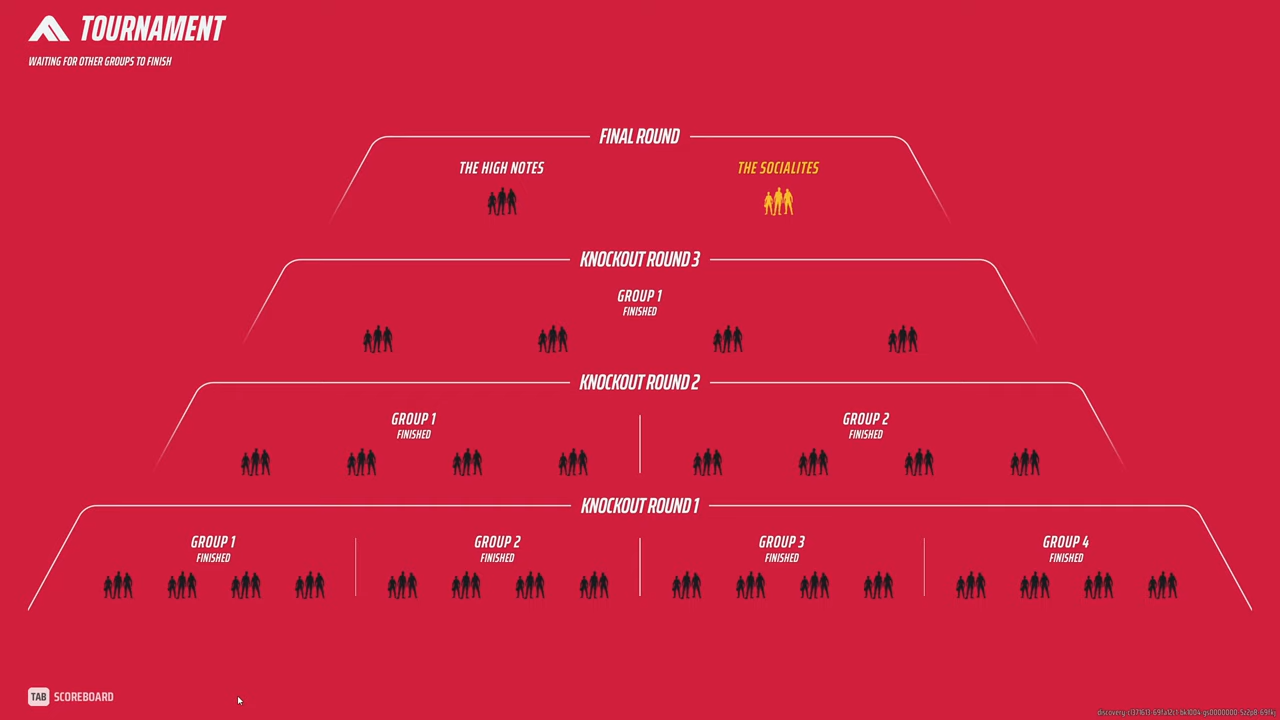 TOURNAMENT
WAITING FOR OTHER GROUPS TO FINISH
FINAL ROUND
THE HIGH NOTES
THE SOCIALITES
KNOCKOUT ROUND 3
GROUP 1
FINISHED
KNOCKOUT ROUND 2
GROUP 1
FINISHED
GROUP 2
FINISHED
KNOCKOUT ROUND 1
GROUP 1
FINISHED
GROUP 2
FINISHED
GROUP 3
FINISHED
GROUP 4
FINISHED
TAB SCOREBOARD